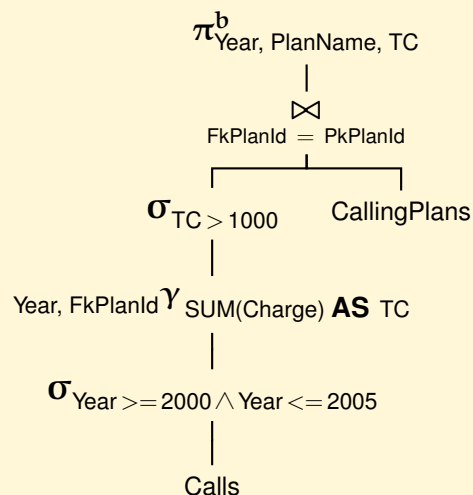 π^b Year, PlanName, TC
⋈
FkPlanId = PkPlanId
σ TC > 1000 CallingPlans
Year, FkPlanId γ SUM(Charge) AS TC
σ Year >= 2000 ∧ Year <= 2005
Calls